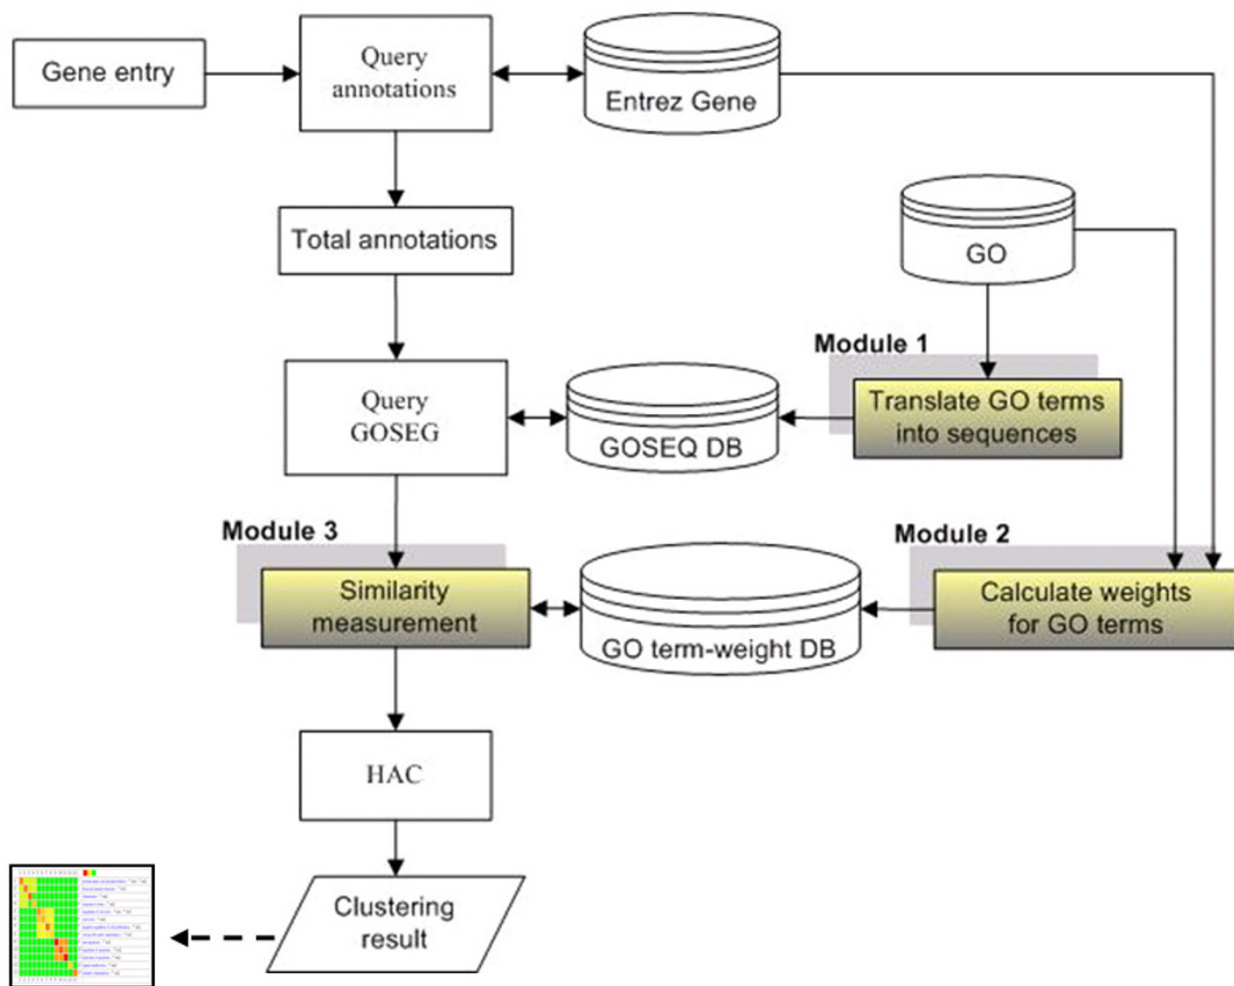 Gene entry
Query
annotations
Entrez Gene
Total annotations
GO
Module 1
Translate GO terms
into sequences
Query
GOSEG
GOSEQ DB
Module 3
Similarity
measurement
GO term-weight DB
Module 2
Calculate weights
for GO terms
HAC
Clustering
result